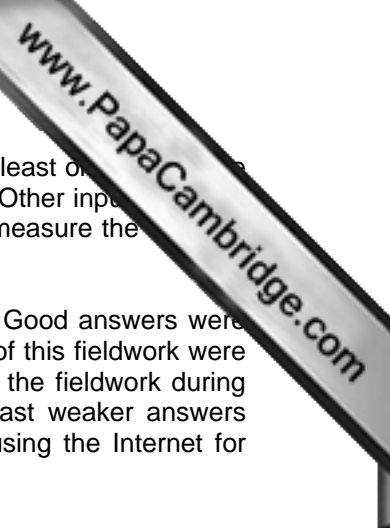 www.PapaCambridge.com
least
Other
measure the
Good answers were
of this fieldwork were
the fieldwork during
ast weaker answers
using the Internet for